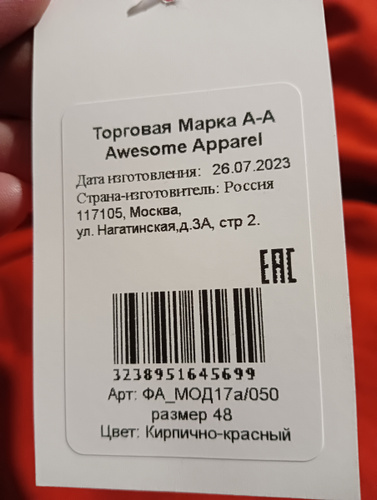 Торговая Марка А-А
Awesome Apparel
Дата изготовления: 26.07.2023
Страна-изготовитель: Россия
117105, Москва,
ул. Нагатинская,д.3А, стр 2.
EAC
3238951645699
Арт: ФА_МОД17а/050
размер 48
Цвет: Кирпично-красный